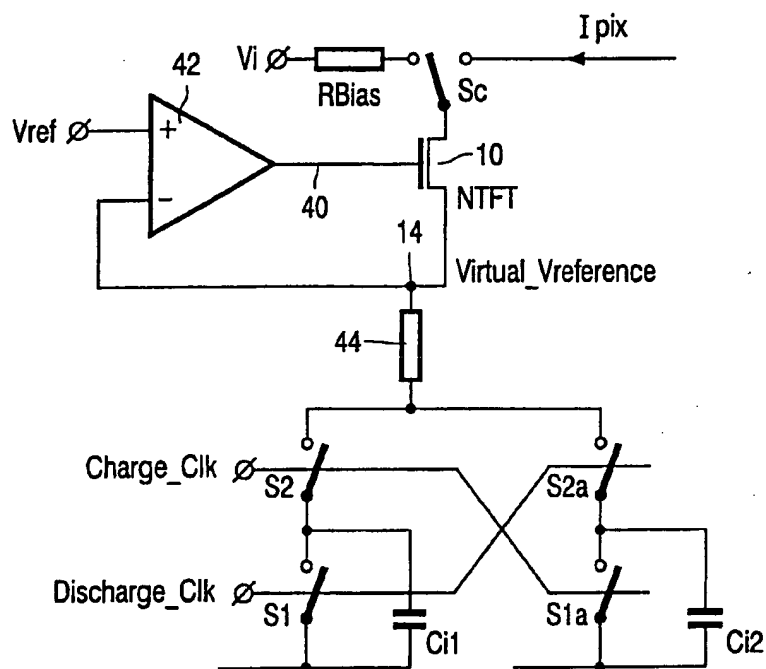 I pix
Vi
RBias
Sc
42
Vref
+
10
40
NTFT
-
14
Virtual_Vreference
44
Charge_Clk
S2
S2a
Discharge_Clk
S1
Ci1
S1a
Ci2